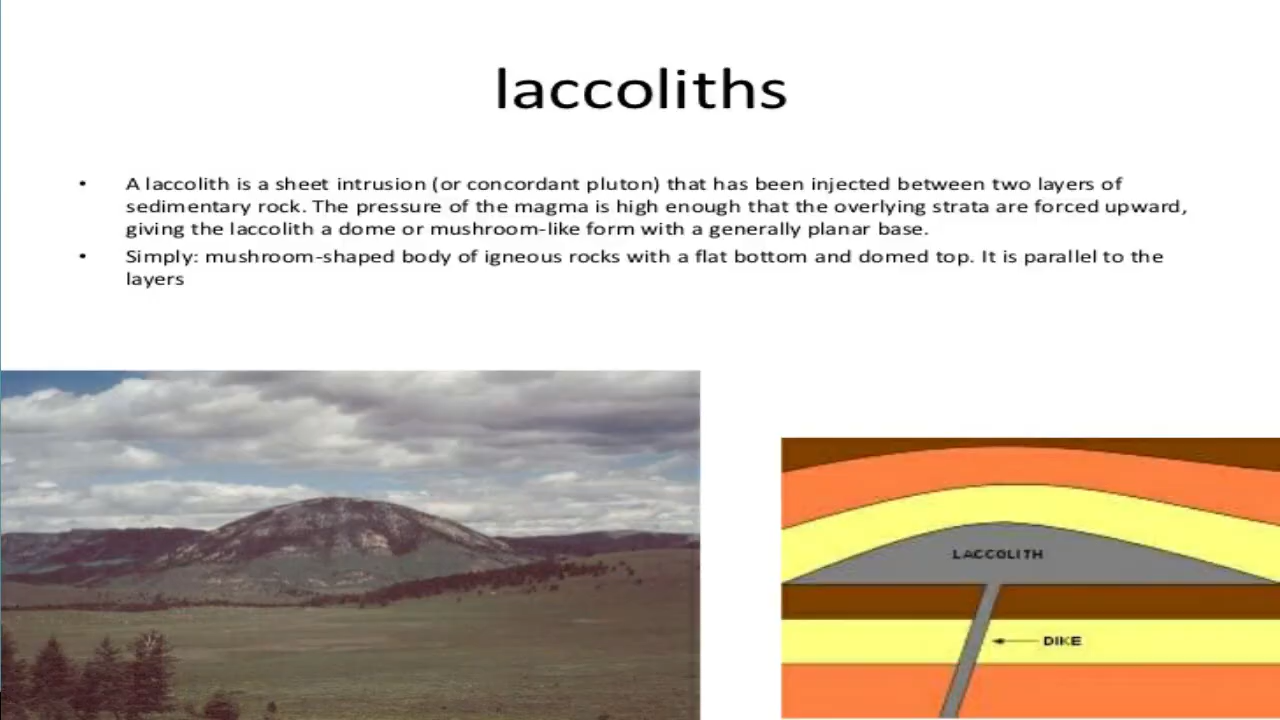 laccoliths
• A laccolith is a sheet intrusion (or concordant pluton) that has been injected between two layers of
sedimentary rock. The pressure of the magma is high enough that the overlying strata are forced upward,
giving the laccolith a dome or mushroom-like form with a generally planar base.
• Simply: mushroom-shaped body of igneous rocks with a flat bottom and domed top. It is parallel to the
layers
LACCOLITH
DIKE